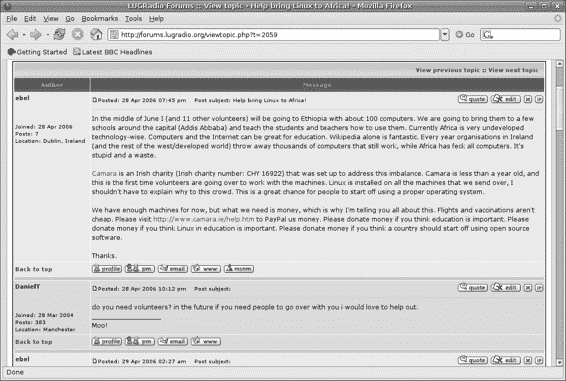 LUGRadio Forums :: View topic - Help bring Linux to Africa! - Mozilla Firefox
File Edit View Go Bookmarks Tools Help
http://forums.lugradio.org/viewtopic.php?t=2059 Go
Getting Started Latest BBC Headlines
View previous topic :: View next topic
Author Message
ebel
Posted: 28 Apr 2006 07:45 pm Post subject: Help bring Linux to Africa! quote edit X ip
Joined: 28 Apr 2006
Posts: 7
Location: Dublin, Ireland
In the middle of June I (and 11 other volunteers) will be going to Ethiopia with about 100 computers. We are going to bring them to a few
schools around the capital (Addis Abbaba) and teach the students and teachers how to use them. Currently Africa is very undeveloped
technology-wise. Computers and the Internet can be great for education. Wikipedia alone is fantastic. Every year organisations in Ireland
(and the rest of the west/developed world) throw away thousands of computers that still work, while Africa has feck all computers. It's
stupid and a waste.
Camara is an Irish charity (Irish charity number: CHY 16922) that was set up to address this imbalance. Camara is less than a year old, and
this is the first time volunteers are going over to work with the machines. Linux is installed on all the machines that we send over, I
shouldn't have to explain why to this crowd. This is a great chance for people to start off using a proper operating system.
We have enough machines for now, but what we need is money, which is why I'm telling you all about this. Flights and vaccinations aren't
cheap. Please visit http://www.camara.ie/help.htm to PayPal us money. Please donate money if you think education is important. Please
donate money if you think Linux in education is important. Please donate money if you think a country should start off using open source
software.
Thanks.
Back to top profile pm email www msnm
DanielT
Posted: 28 Apr 2006 10:12 pm Post subject: quote edit X ip
Joined: 28 Mar 2004
Posts: 383
Location: Manchester
do you need volunteers? in the future if you need people to go over with you i would love to help out.
Moo!
Back to top profile pm email www
ebel
Posted: 29 Apr 2006 02:27 am Post subject: quote edit X ip
Done